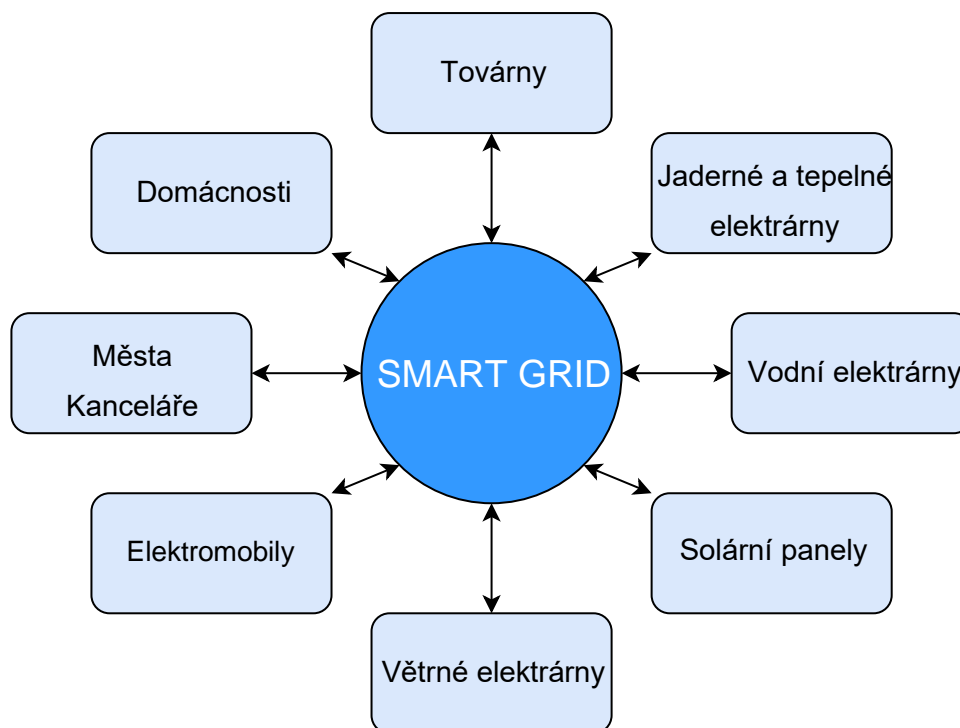 Továrny
Domácnosti
Jaderné a tepelné
elektrárny
Města
Kanceláře
SMART GRID
Vodní elektrárny
Elektromobily
Solární panely
Větrné elektrárny